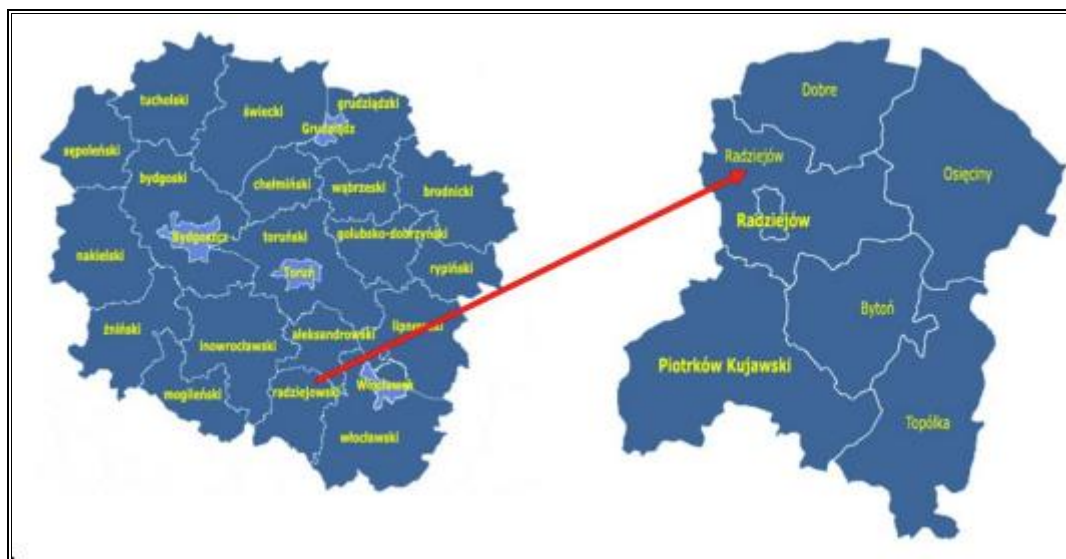 tucholski
świecki
grudziądzki
Grudziądz
sępoleński
bydgoski
chełmiński
wąbrzeski
brodnicki
nakielski
Bydgoszcz
toruński
golubsko-dobrzyński
Toruń
rypiński
żniński
inowrocławski
aleksandrowski
lipnowski
mogileński
radziejowski
Włocławek
włocławski
Dobre
Radziejów
Osięciny
Radziejów
Bytoń
Piotrków Kujawski
Topólka